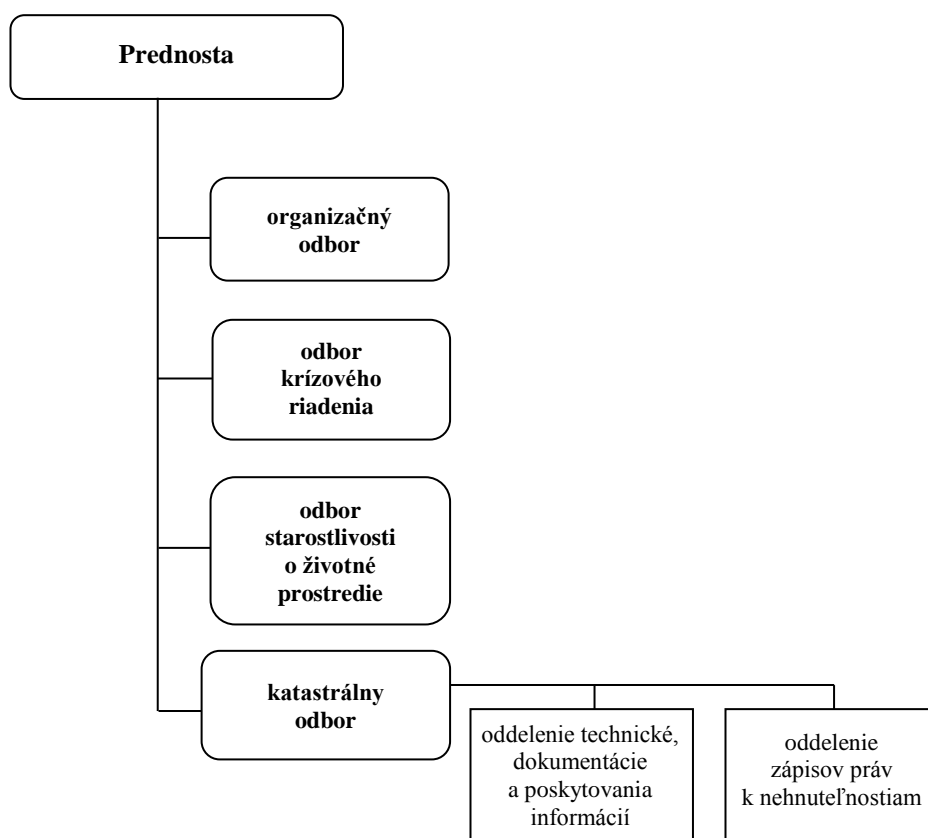 Prednosta
organizačný
odbor
odbor
krízového
riadenia
odbor
starostlivosti
o životné
prostredie
katastrálny
odbor
oddelenie technické,
dokumentácie
a poskytovania
informácií
oddelenie
zápisov práv
k nehnuteľnostiam